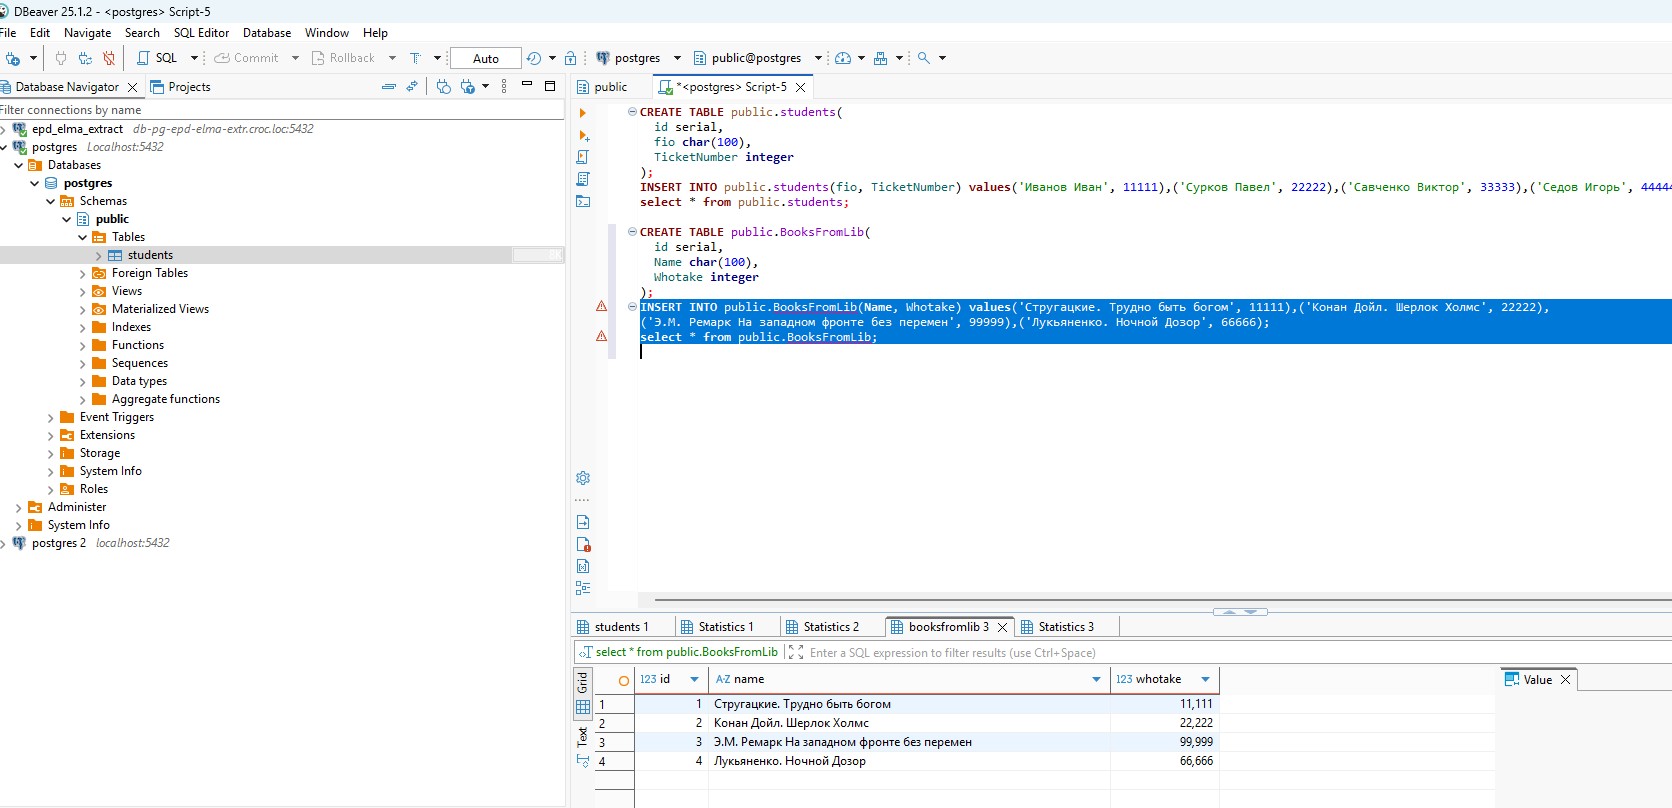 DBeaver 25.1.2 - <postgres> Script-5
File Edit Navigate Search SQL Editor Database Window Help
SQL Commit Rollback T Auto postgres public@postgres
Database Navigator Projects
Filter connections by name
epd_elma_extract db-pg-epd-elma-extr.croc.loc:5432
postgres Localhost:5432
Databases
postgres
Schemas
public
Tables
students
Foreign Tables
Views
Materialized Views
Indexes
Functions
Sequences
Data types
Aggregate functions
Event Triggers
Extensions
Storage
System Info
Roles
Administer
System Info
postgres 2 localhost:5432
public *<postgres> Script-5
CREATE TABLE public.students(
id serial,
fio char(100),
TicketNumber integer
);
INSERT INTO public.students(fio, TicketNumber) values('Иванов Иван', 11111),('Сурков Павел', 22222),('Савченко Виктор', 33333),('Седов Игорь', 44444
select * from public.students;
CREATE TABLE public.BooksFromLib(
id serial,
Name char(100),
Whotake integer
);
INSERT INTO public.BooksFromLib(Name, Whotake) values('Стругацкие. Трудно быть богом', 11111),('Конан Дойл. Шерлок Холмс', 22222),
('Э.М. Ремарк На западном фронте без перемен', 99999),('Лукьяненко. Ночной Дозор', 66666);
select * from public.BooksFromLib;
students 1 Statistics 1 Statistics 2 booksfromlib 3 Statistics 3
select * from public.BooksFromLib Enter a SQL expression to filter results (use Ctrl+Space)
Grid
Text
123 id A-Z name 123 whotake
1 1 Стругацкие. Трудно быть богом 11,111
2 2 Конан Дойл. Шерлок Холмс 22,222
3 3 Э.М. Ремарк На западном фронте без перемен 99,999
4 4 Лукьяненко. Ночной Дозор 66,666
Value